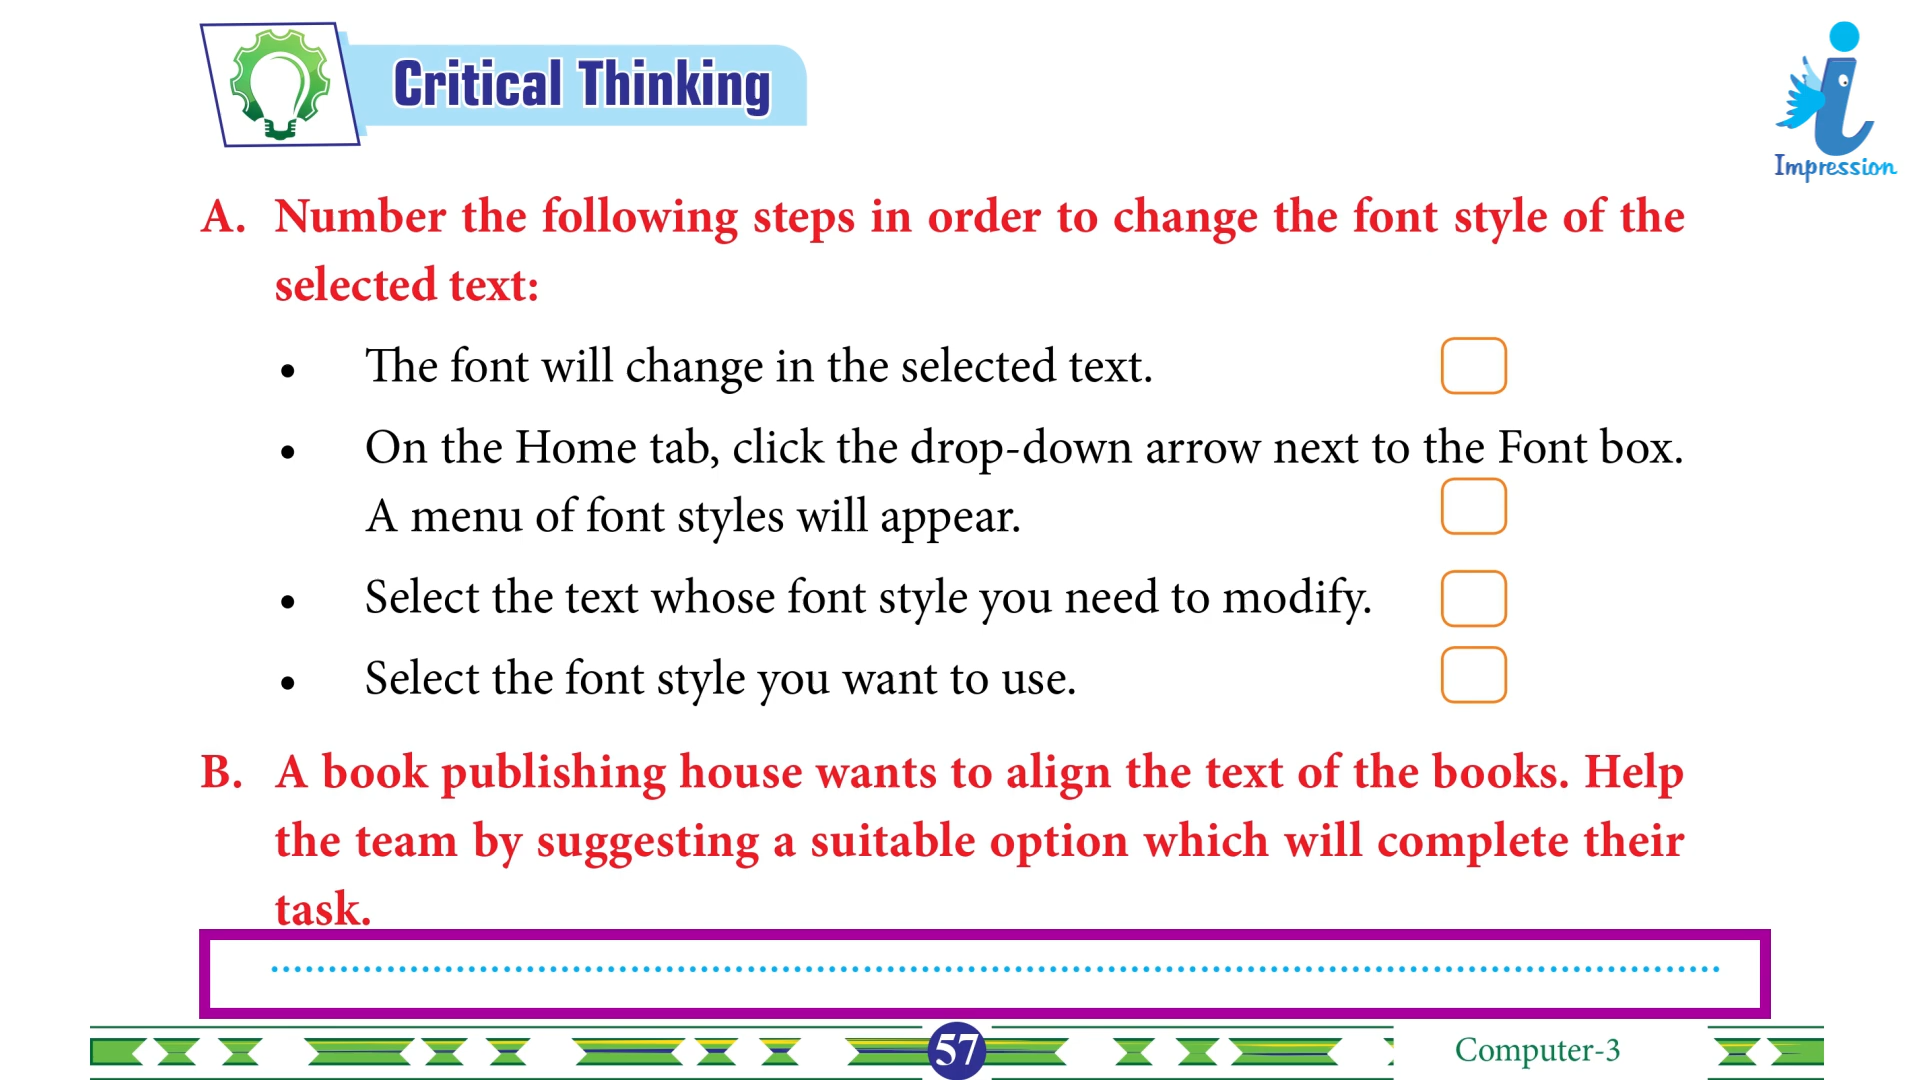 Critical Thinking
Impression
A. Number the following steps in order to change the font style of the
selected text:
• The font will change in the selected text.
• On the Home tab, click the drop-down arrow next to the Font box.
A menu of font styles will appear.
• Select the text whose font style you need to modify.
• Select the font style you want to use.
B. A book publishing house wants to align the text of the books. Help
the team by suggesting a suitable option which will complete their
task.
57
Computer-3